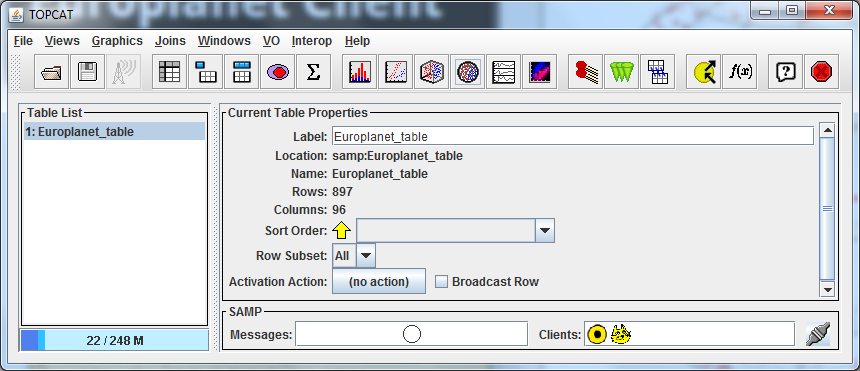 Europlanet Client
TOPCAT
File Views Graphics Joins Windows VO Interop Help
Σ f(x) ?
Table List
1: Europlanet_table
22 / 248 M
Current Table Properties
Label: Europlanet_table
Location: samp:Europlanet_table
Name: Europlanet_table
Rows: 897
Columns: 96
Sort Order:
Row Subset: All
Activation Action: (no action) Broadcast Row
SAMP
Messages: Clients: